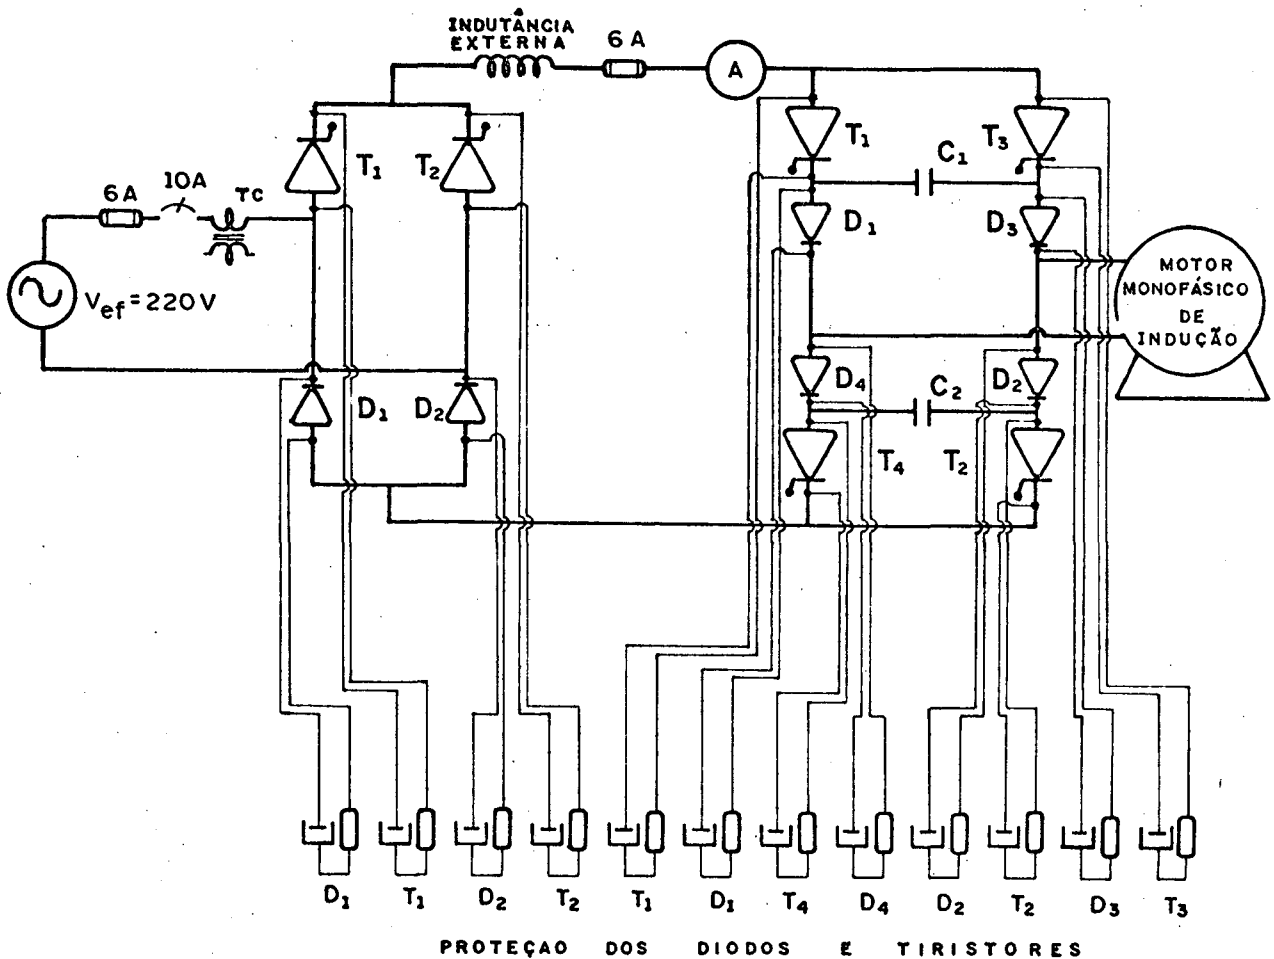 INDUTÂNCIA
EXTERNA
6 A
A
T1
T2
T1
C1
T3
6A
10A
TC
D1
D3
MOTOR
MONOFÁSICO
DE
INDUÇÃO
Vef = 220 V
D1
D2
D4
C2
D2
T4
T2
D1
T1
D2
T2
T1
D1
T4
D4
D2
T2
D3
T3
PROTEÇAO DOS DIODOS E TIRISTORES